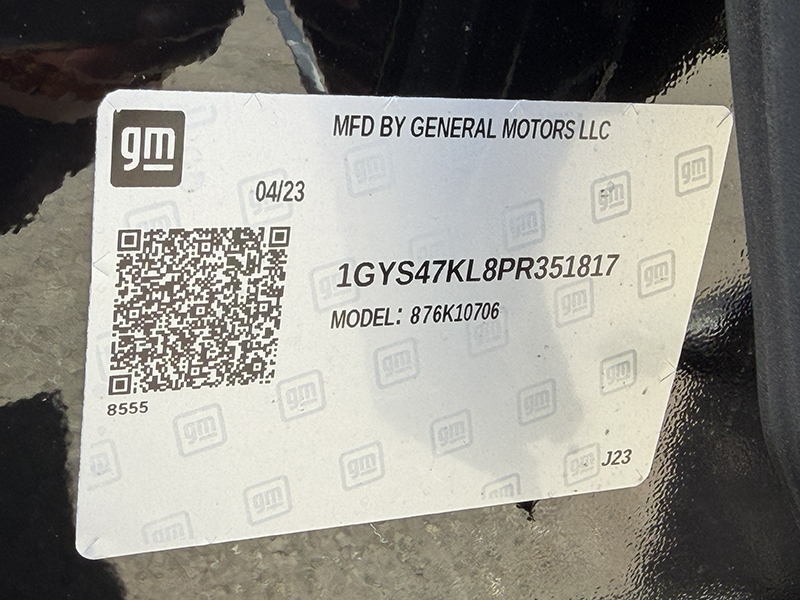 gm
MFD BY GENERAL MOTORS LLC
04/23
1GYS47KL8PR351817
MODEL: 876K10706
8555
J23